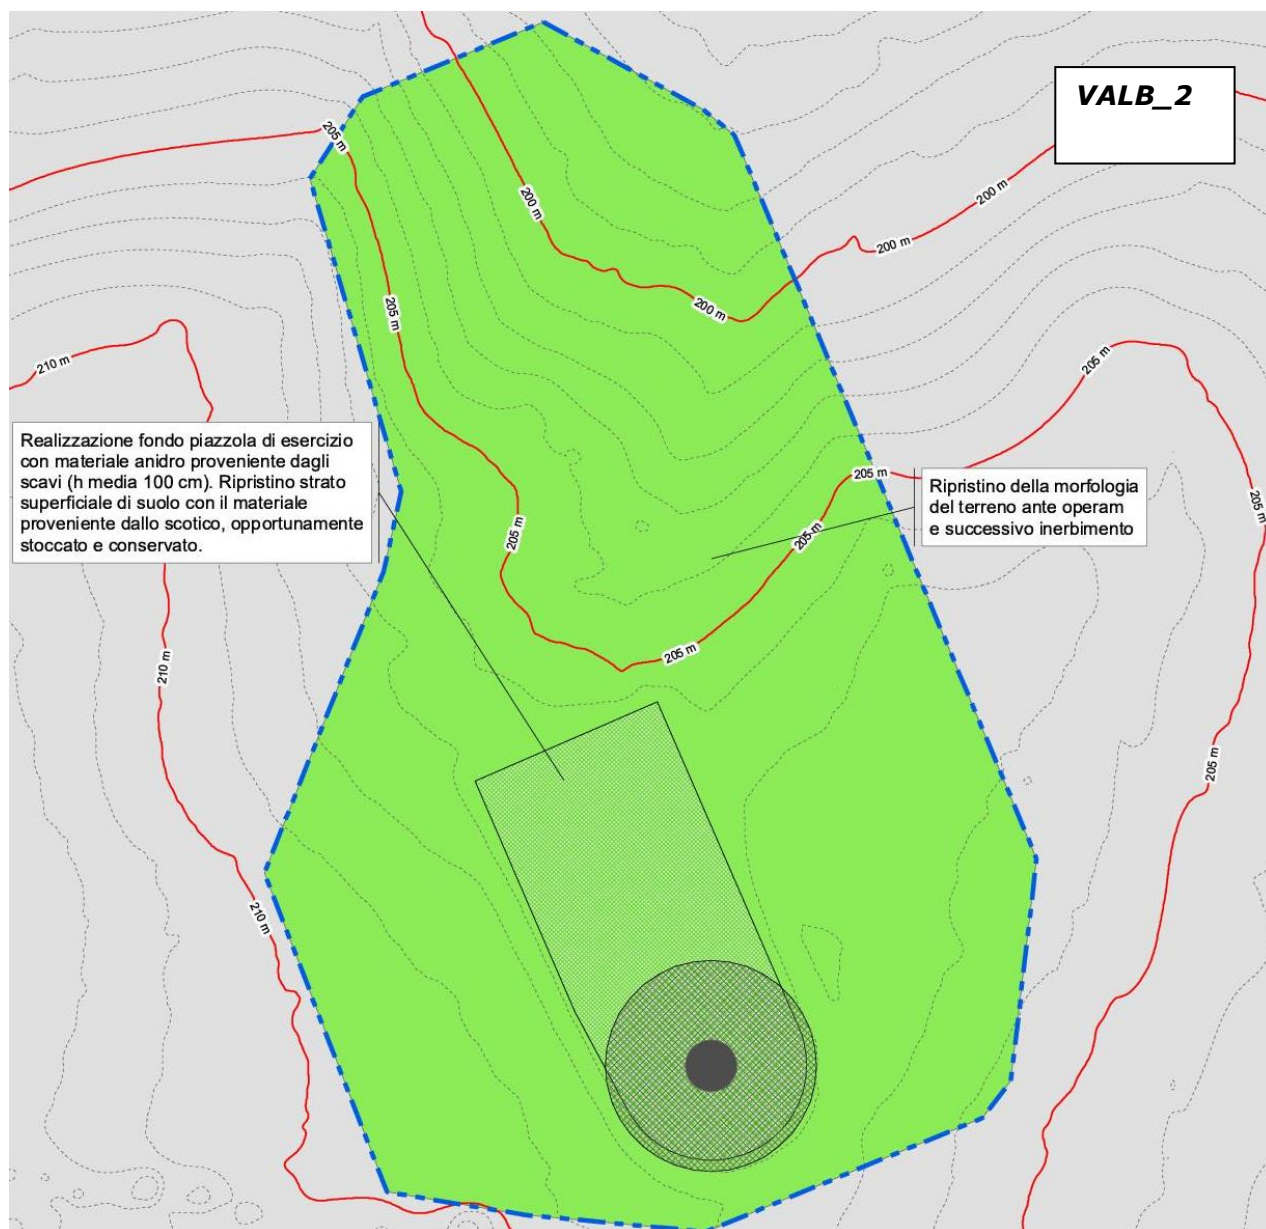 VALB_2
205 m
200 m
200 m
200 m
200 m
205 m
210 m
205 m
205 m
Realizzazione fondo piazzola di esercizio
con materiale anidro proveniente dagli
scavi (h media 100 cm). Ripristino strato
superficiale di suolo con il materiale
proveniente dallo scotico, opportunamente
stoccato e conservato.
Ripristino della morfologia
del terreno ante operam
e successivo inerbimento
205 m
205 m
205 m
205 m
210 m
205 m
210 m